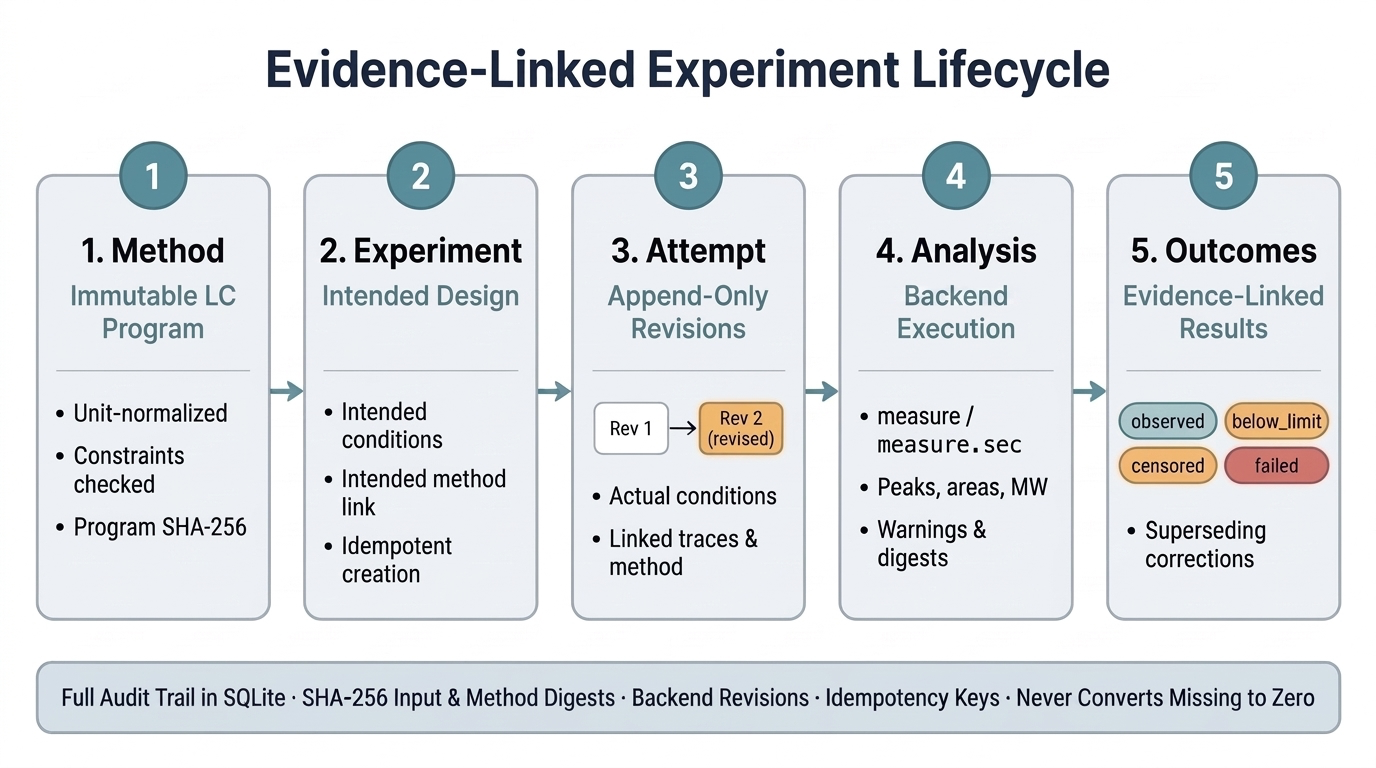 Evidence-Linked Experiment Lifecycle
1
1. Method
Immutable LC
Program
• Unit-normalized
• Constraints
checked
• Program SHA-256
2
2. Experiment
Intended Design
• Intended
conditions
• Intended method
link
• Idempotent
creation
3
3. Attempt
Append-Only
Revisions
Rev 1
Rev 2
(revised)
• Actual conditions
• Linked traces &
method
4
4. Analysis
Backend
Execution
• measure /
measure.sec
• Peaks, areas, MW
• Warnings &
digests
5
5. Outcomes
Evidence-Linked
Results
observed
below_limit
censored
failed
• Superseding
corrections
Full Audit Trail in SQLite · SHA-256 Input & Method Digests · Backend Revisions · Idempotency Keys · Never Converts Missing to Zero